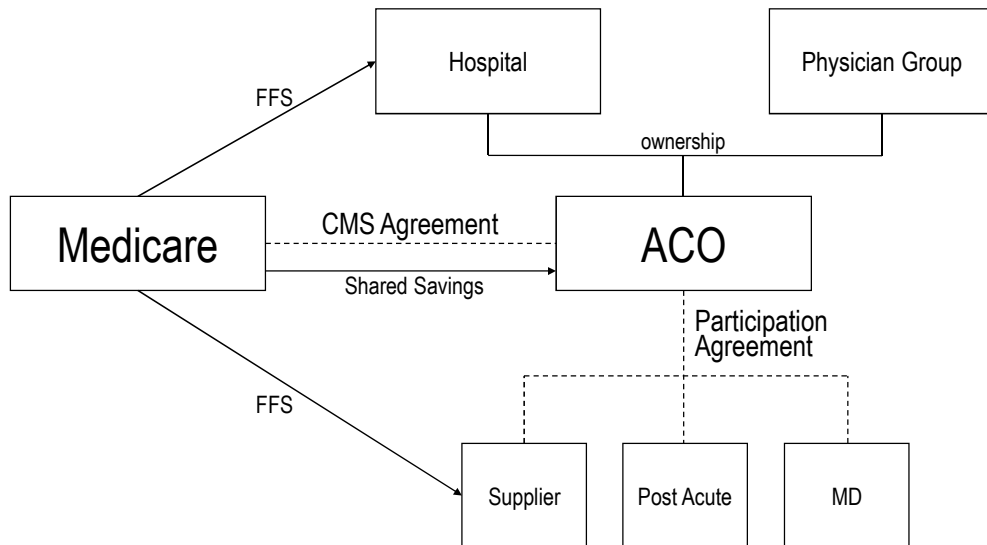 Hospital
Physician Group
FFS
ownership
Medicare
CMS Agreement
ACO
Shared Savings
Participation
Agreement
FFS
Supplier
Post Acute
MD